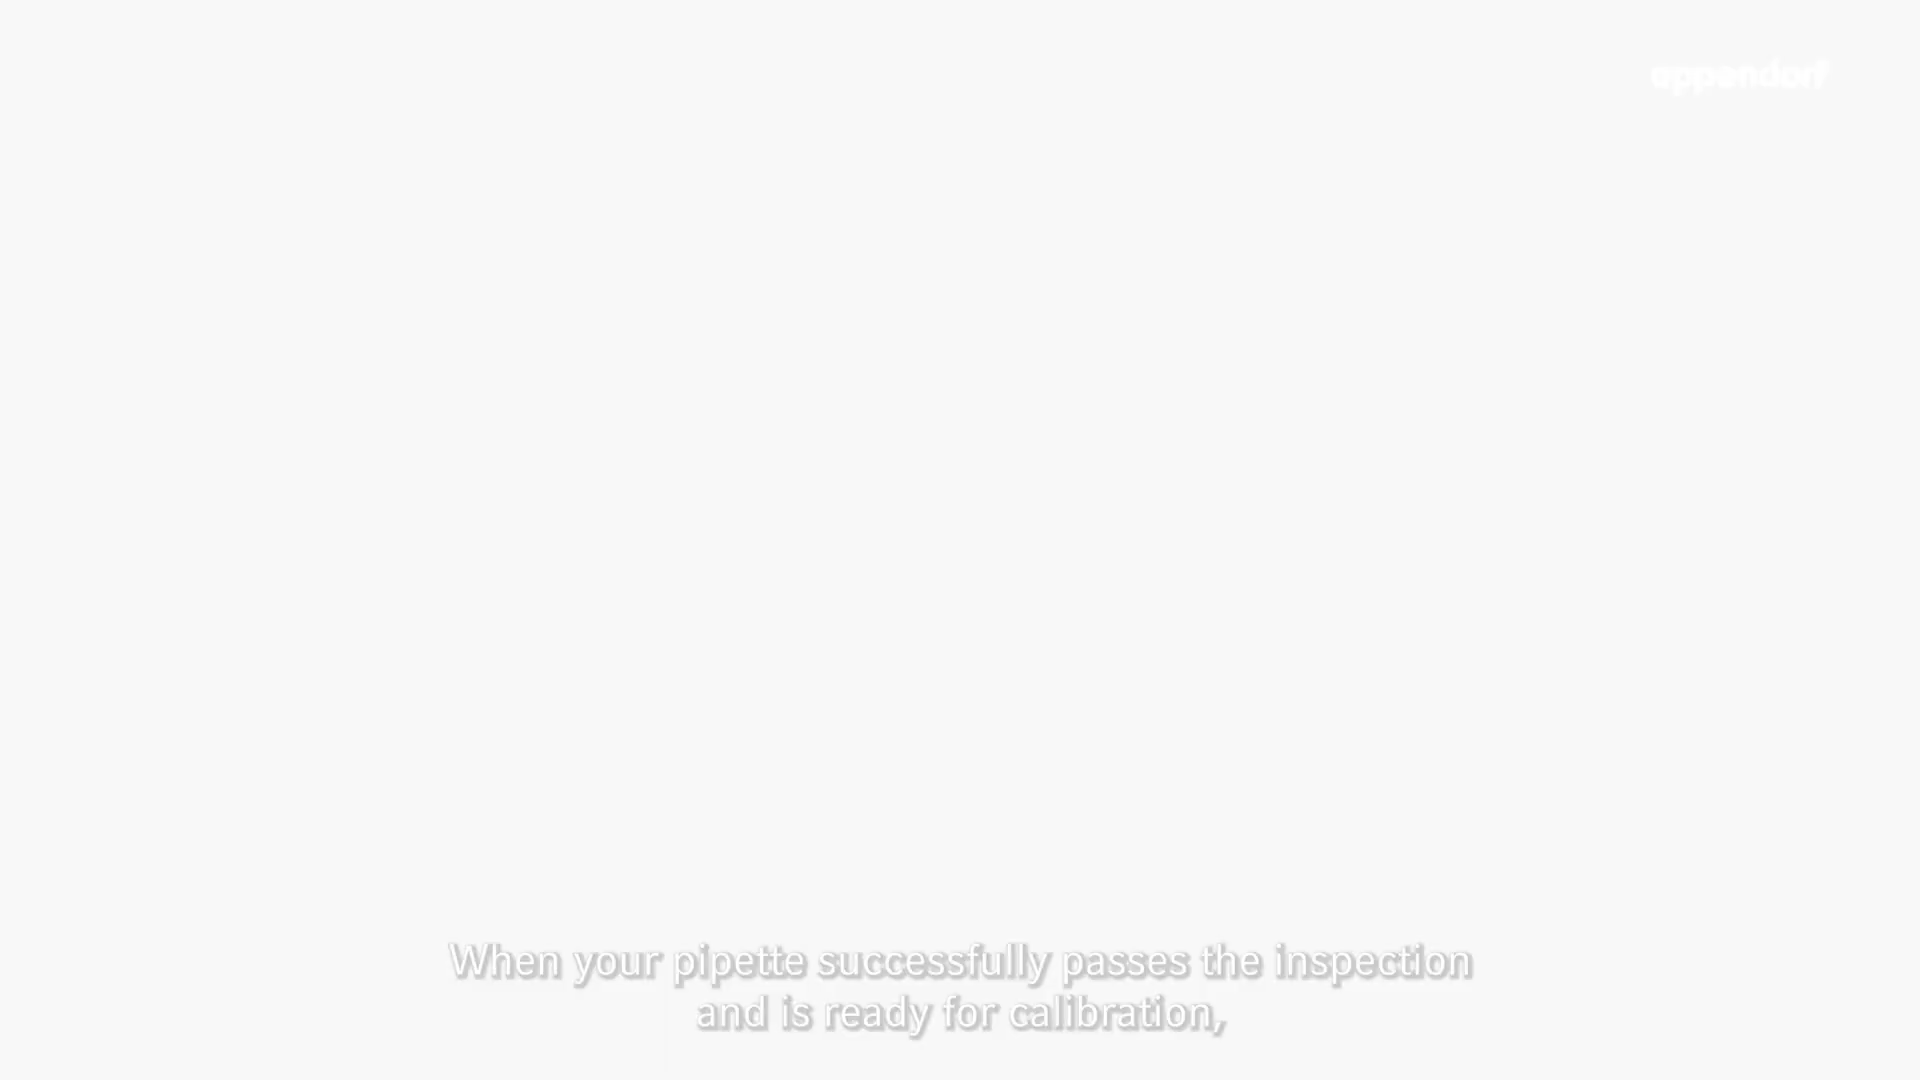 eppendorf
When your pipette successfully passes the inspection
and is ready for calibration,